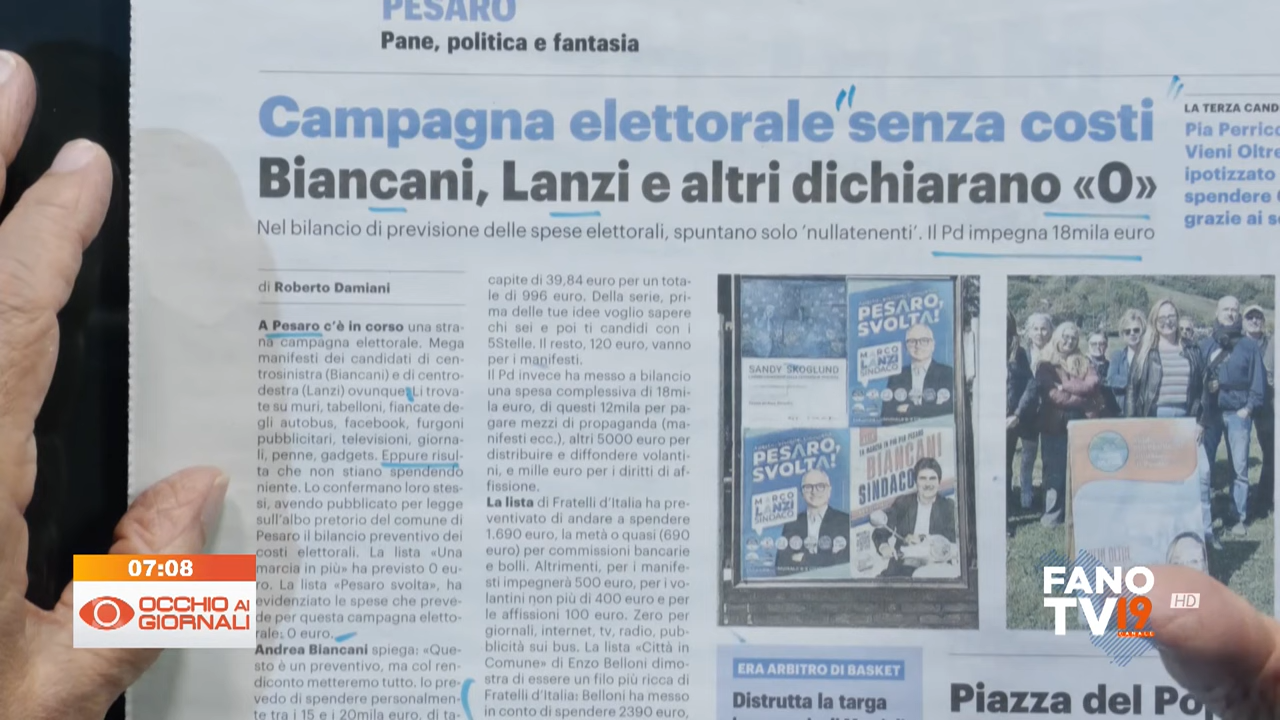 PESARO
Pane, politica e fantasia
Campagna elettorale "senza costi
Biancani, Lanzi e altri dichiarano «0»
Nel bilancio di previsione delle spese elettorali, spuntano solo 'nullatenenti'. Il Pd impegna 18mila euro
di Roberto Damiani
A Pesaro c'è in corso una stra-
na campagna elettorale. Mega
manifesti dei candidati di cen-
trosinistra (Biancani) e di centro-
destra (Lanzi) ovunque. Li trova-
te su muri, tabelloni, fiancate de-
gli autobus, facebook, furgoni
pubblicitari, televisioni, giorna-
li, penne, gadgets. Eppure risul-
ta che non stiano spendendo
niente. Lo confermano loro stes-
si, avendo pubblicato per legge
sull'albo pretorio del comune di
Pesaro il bilancio preventivo dei
costi elettorali. La lista «Una
marcia in più» ha previsto 0 eu-
ro. La lista «Pesaro svolta», ha
evidenziato le spese che preve-
de per questa campagna eletto-
rale: 0 euro.
Andrea Biancani spiega: «Que-
sto è un preventivo, ma col ren-
diconto metteremo tutto. Io pre-
vedo di spendere personalmen-
te tra i 15 e i 20mila euro, di ta-
capite di 39,84 euro per un tota-
le di 996 euro. Della serie, pri-
ma delle tue idee voglio sapere
chi sei e poi ti candidi con i
5Stelle. Il resto, 120 euro, vanno
per i manifesti.
Il Pd invece ha messo a bilancio
una spesa complessiva di 18mi-
la euro, di questi 12mila per pa-
gare mezzi di propaganda (ma-
nifesti ecc.), altri 5000 euro per
distribuire e diffondere volanti-
ni, e mille euro per i diritti di af-
fissione.
La lista di Fratelli d'Italia ha pre-
ventivato di andare a spendere
1.690 euro, la metà o quasi (690
euro) per commissioni bancarie
e bolli. Altrimenti, per i manife-
sti impegnerà 500 euro, per i vo-
lantini non più di 400 euro e per
le affissioni 100 euro. Zero per
giornali, internet, tv, radio, pub-
blicità sui bus. La lista «Città in
Comune» di Enzo Belloni dimo-
stra di essere un filo più ricca di
Fratelli d'Italia: Belloni ha messo
in conto di spendere 2390 euro,
LA TERZA CAND
Pia Perricc
Vieni Oltre
ipotizzato
spendere
grazie ai s
PESARO,
SVOLTA!
MARCO
LANZI
SINDACO
SANDY SKOGLUND
PESARO,
SVOLTA!
MARCO
LANZI
SINDACO
BIANCANI
SINDACO
ERA ARBITRO DI BASKET
Distrutta la targa
Piazza del Po
07:08
OCCHIO AI
GIORNALI
FANO
TV19
CANALE
HD